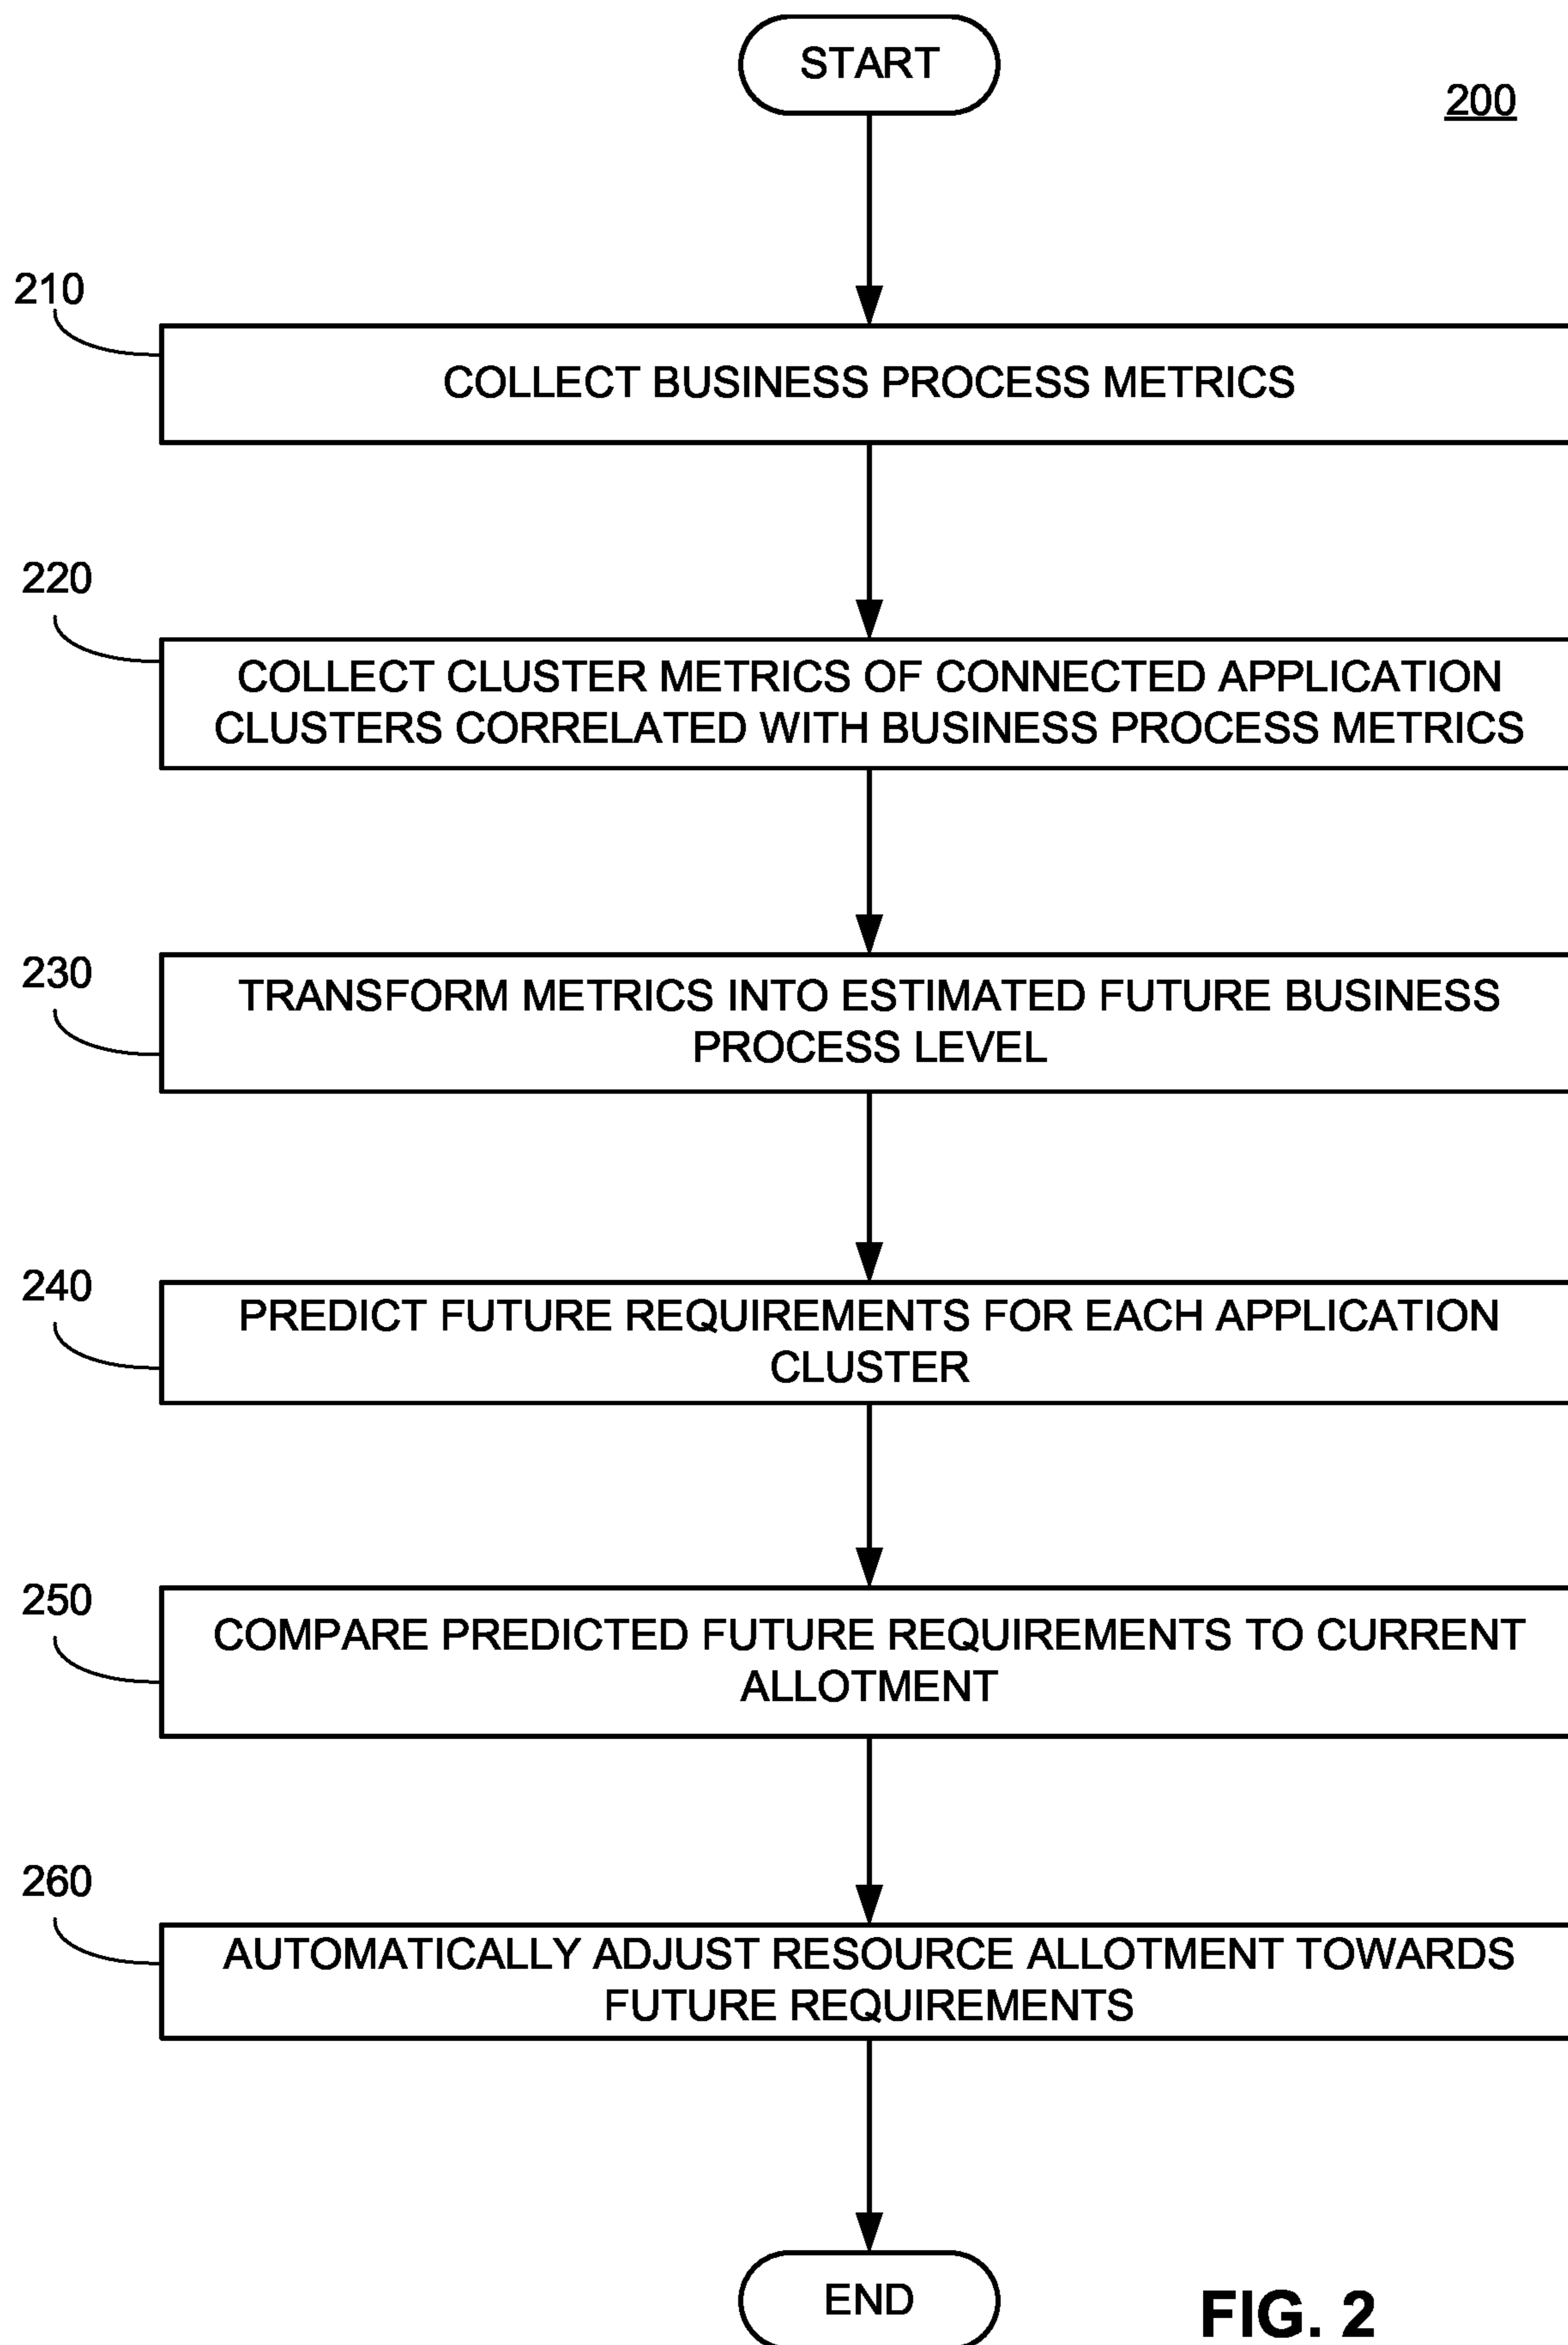 START
200
210
COLLECT BUSINESS PROCESS METRICS
220
COLLECT CLUSTER METRICS OF CONNECTED APPLICATION
CLUSTERS CORRELATED WITH BUSINESS PROCESS METRICS
230
TRANSFORM METRICS INTO ESTIMATED FUTURE BUSINESS
PROCESS LEVEL
240
PREDICT FUTURE REQUIREMENTS FOR EACH APPLICATION
CLUSTER
250
COMPARE PREDICTED FUTURE REQUIREMENTS TO CURRENT
ALLOTMENT
260
AUTOMATICALLY ADJUST RESOURCE ALLOTMENT TOWARDS
FUTURE REQUIREMENTS
END
FIG. 2